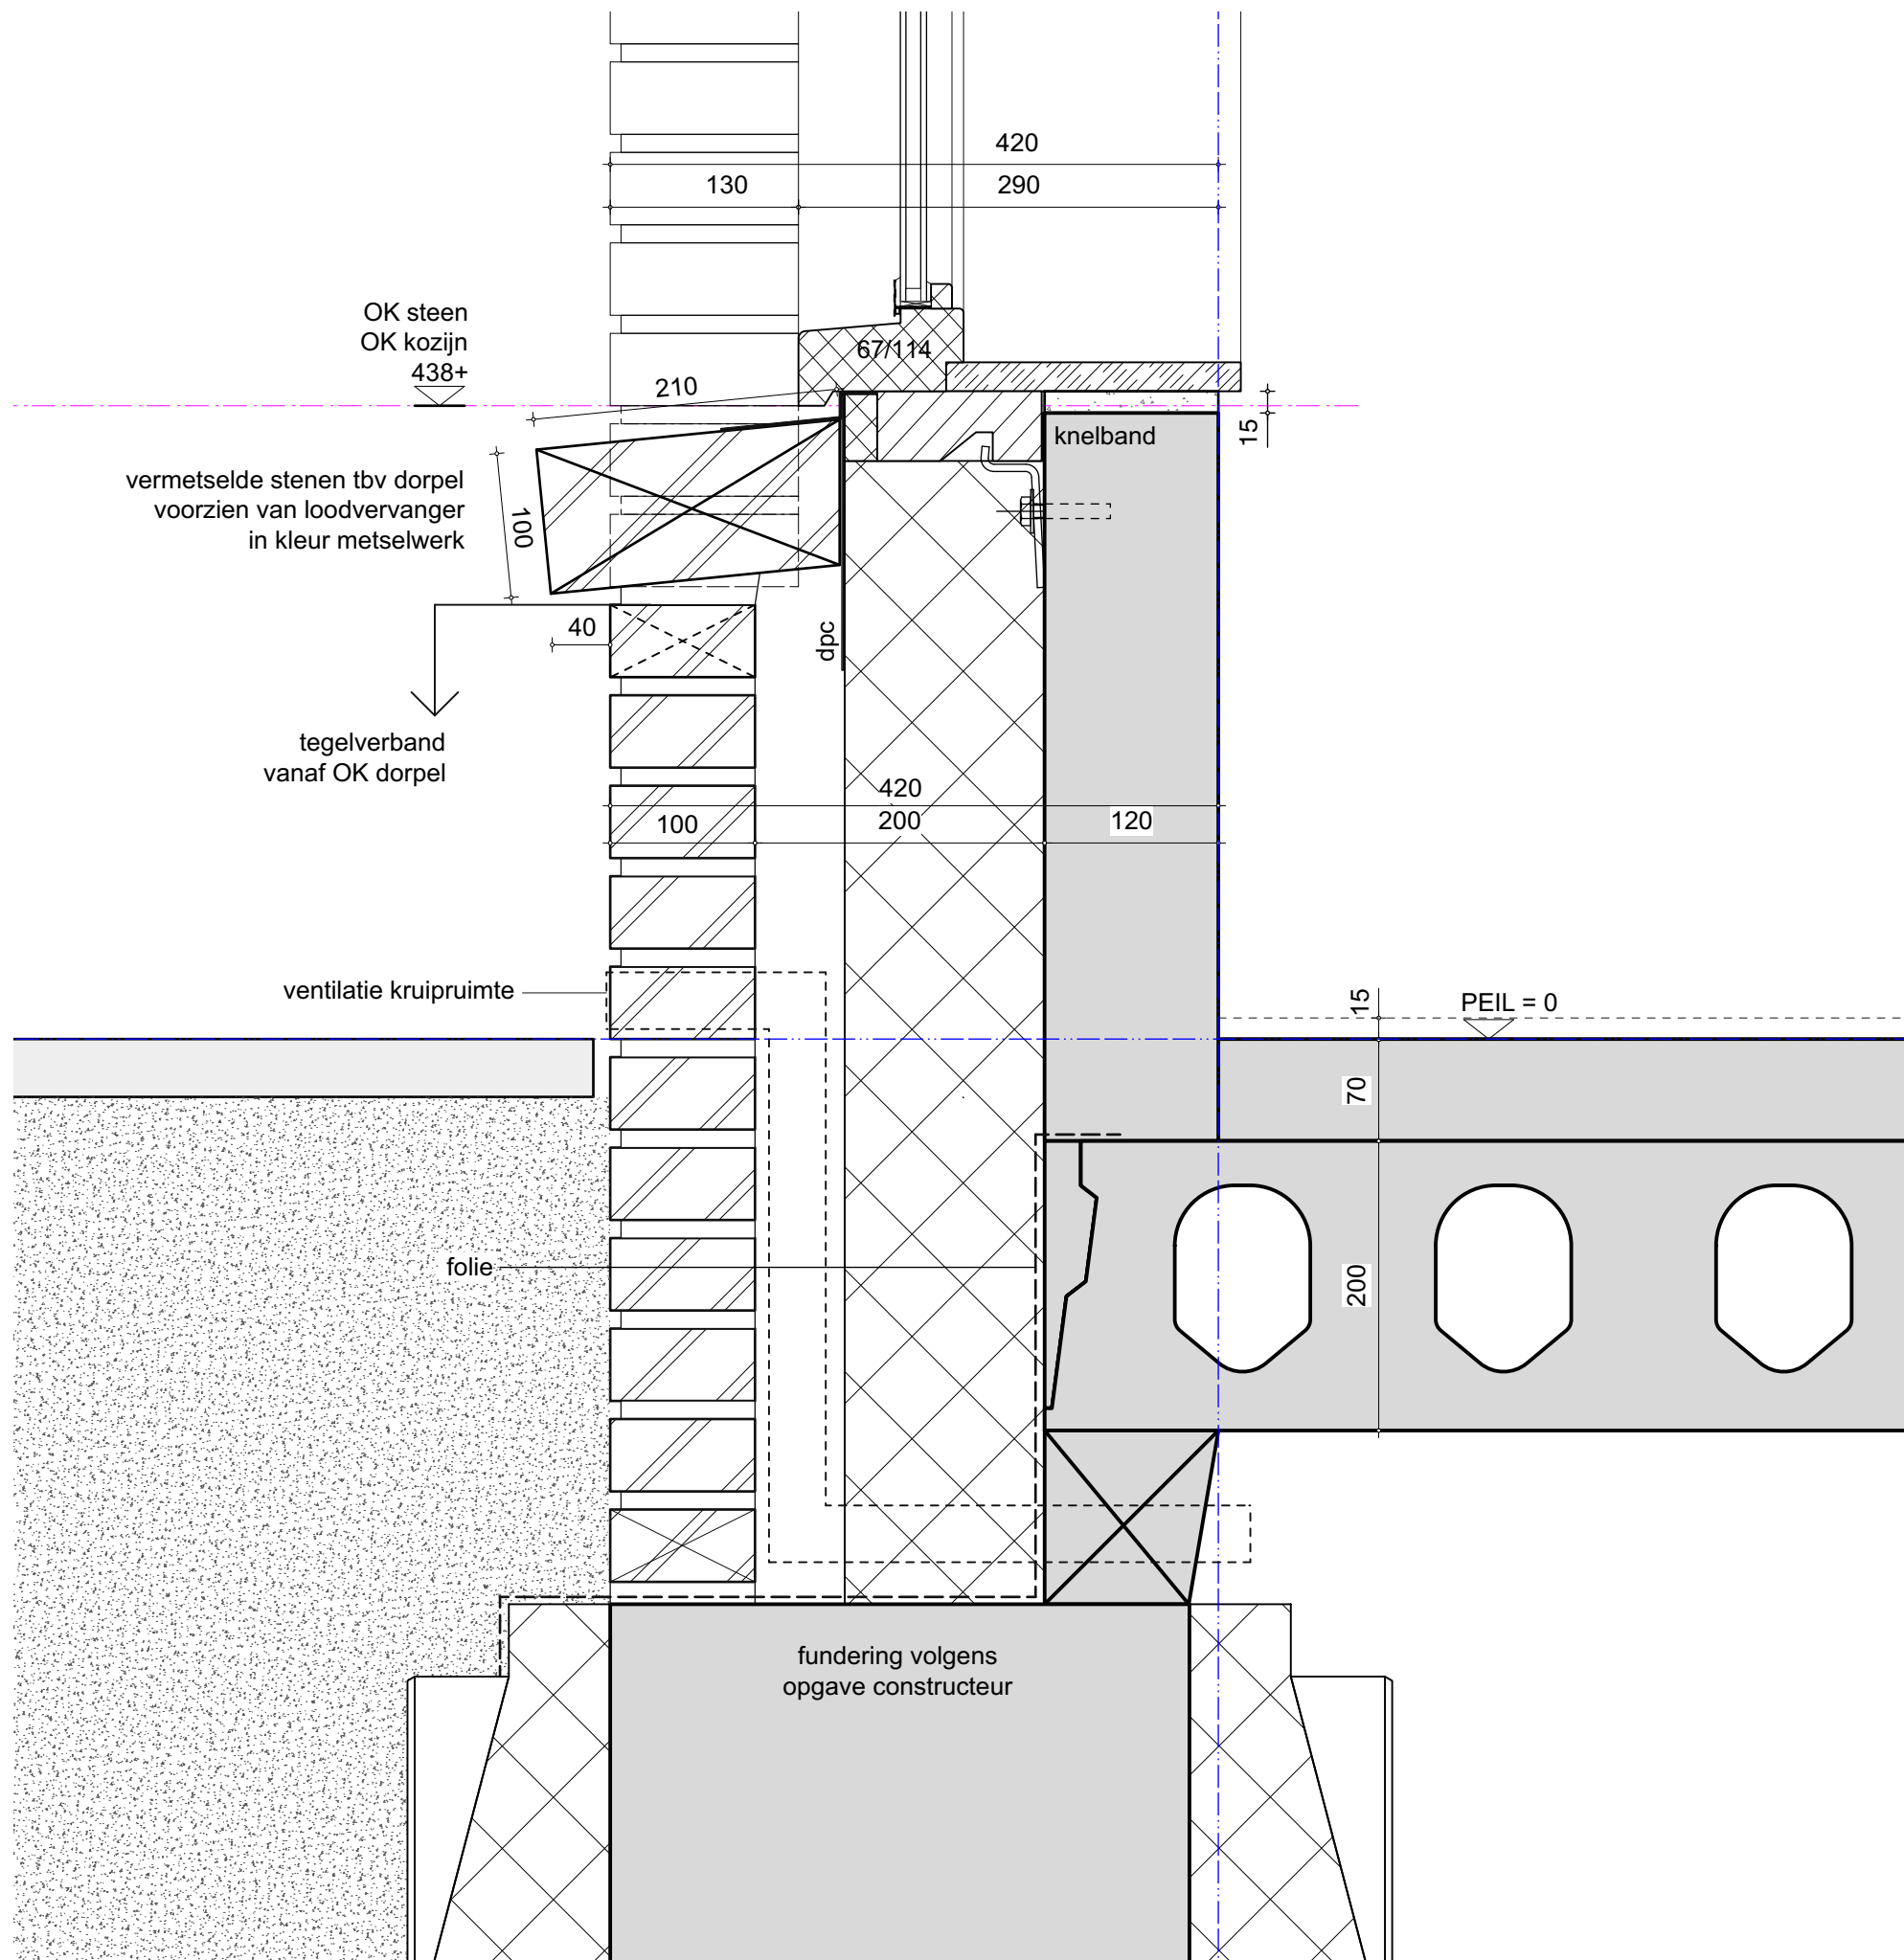 420
130
290
OK steen
OK kozijn
438+
67/114
210
15
knelband
vermetselde stenen tbv dorpel
voorzien van loodvervanger
in kleur metselwerk
100
40
dpc
tegelverband
vanaf OK dorpel
420
100
200
120
ventilatie kruipruimte
15
PEIL = 0
70
folie
200
fundering volgens
opgave constructeur